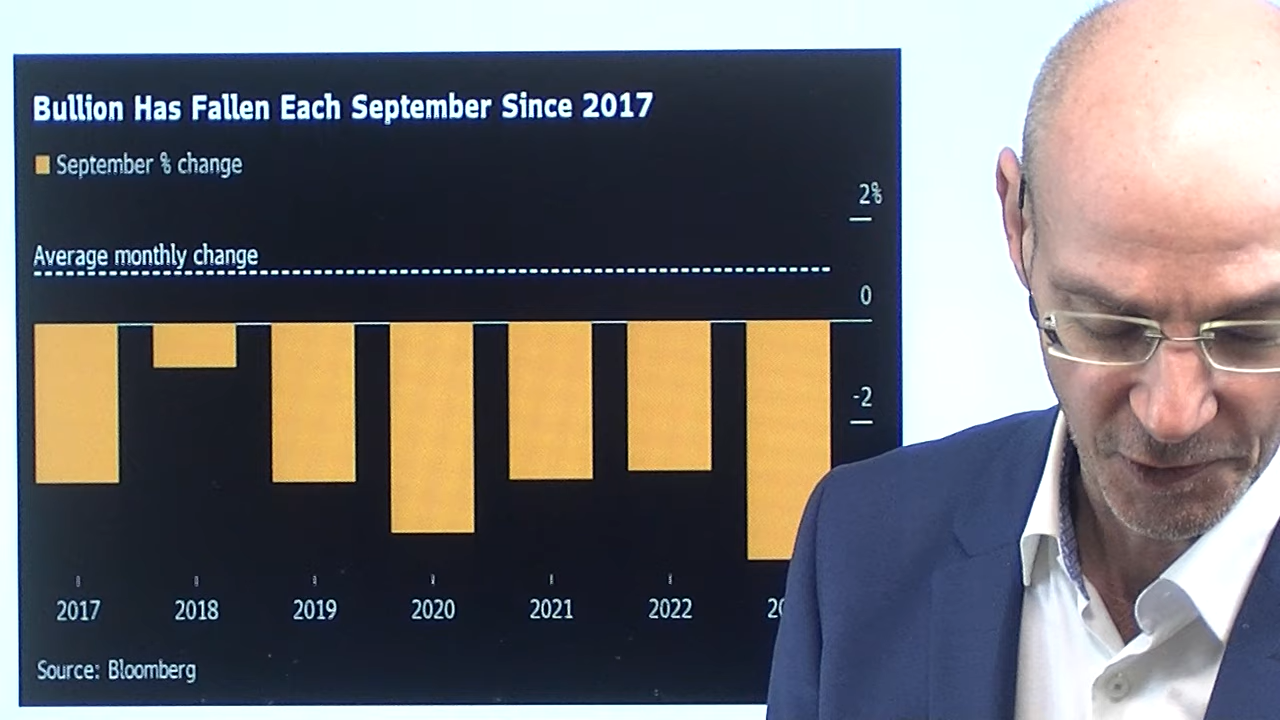 Bullion Has Fallen Each September Since 2017
September % change
2%
Average monthly change
0
-2
2017 2018 2019 2020 2021 2022 20
Source: Bloomberg